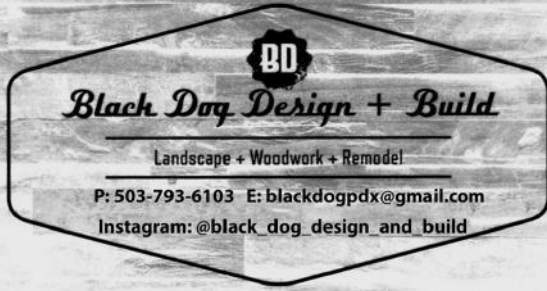 BD
Black Dog Design + Build
Landscape + Woodwork + Remodel
P: 503-793-6103 E: blackdogpdx@gmail.com
Instagram: @black_dog_design_and_build